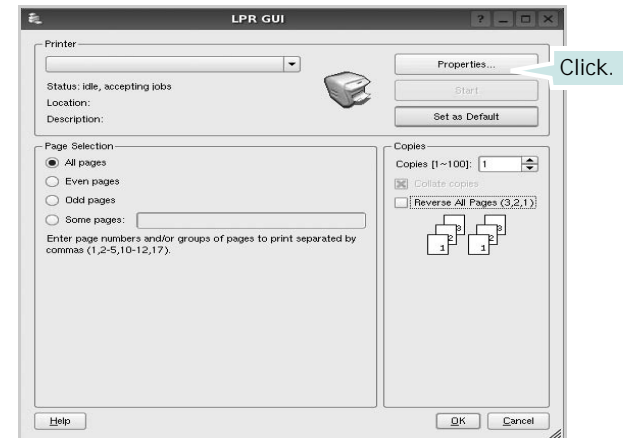 LPR GUI
Printer
Properties...
Click.
Status: idle, accepting jobs
Start
Location:
Description:
Set as Default
Page Selection
Copies
All pages
Copies [1~100]: 1
Even pages
Collate copies
Odd pages
Reverse All Pages (3,2,1)
Some pages:
Enter page numbers and/or groups of pages to print separated by
commas (1,2-5,10-12,17).
3 3
2 2
1 1
Help
OK
Cancel